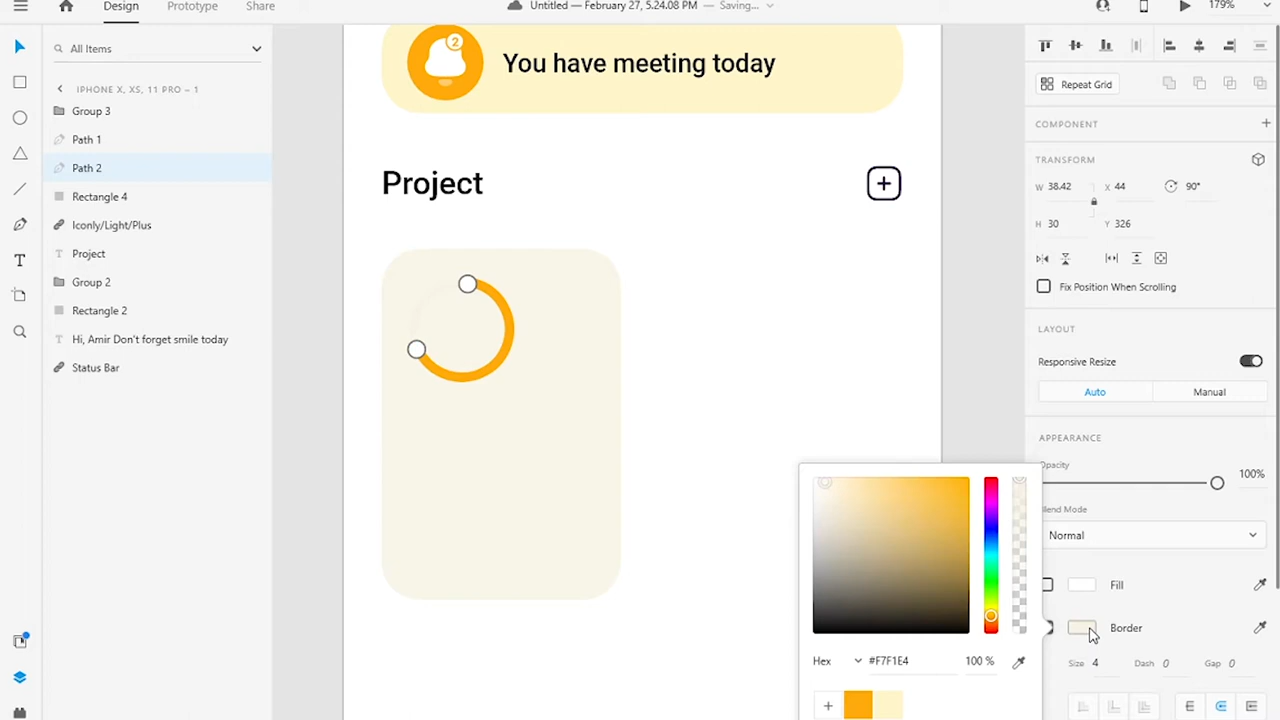 Design Prototype Share Untitled — February 27, 5.24.08 PM — Saving... 179%
All Items
IPHONE X, XS, 11 PRO – 1
Group 3
Path 1
Path 2
Rectangle 4
Iconly/Light/Plus
Project
Group 2
Rectangle 2
Hi, Amir Don't forget smile today
Status Bar
2
You have meeting today
Project
Hex #F7F1E4 100 %
Repeat Grid
COMPONENT
TRANSFORM
W 38.42 X 44 90°
H 30 Y 326
Fix Position When Scrolling
LAYOUT
Responsive Resize
Auto Manual
APPEARANCE
Opacity
100%
Blend Mode
Normal
Fill
Border
Size 4 Dash 0 Gap 0